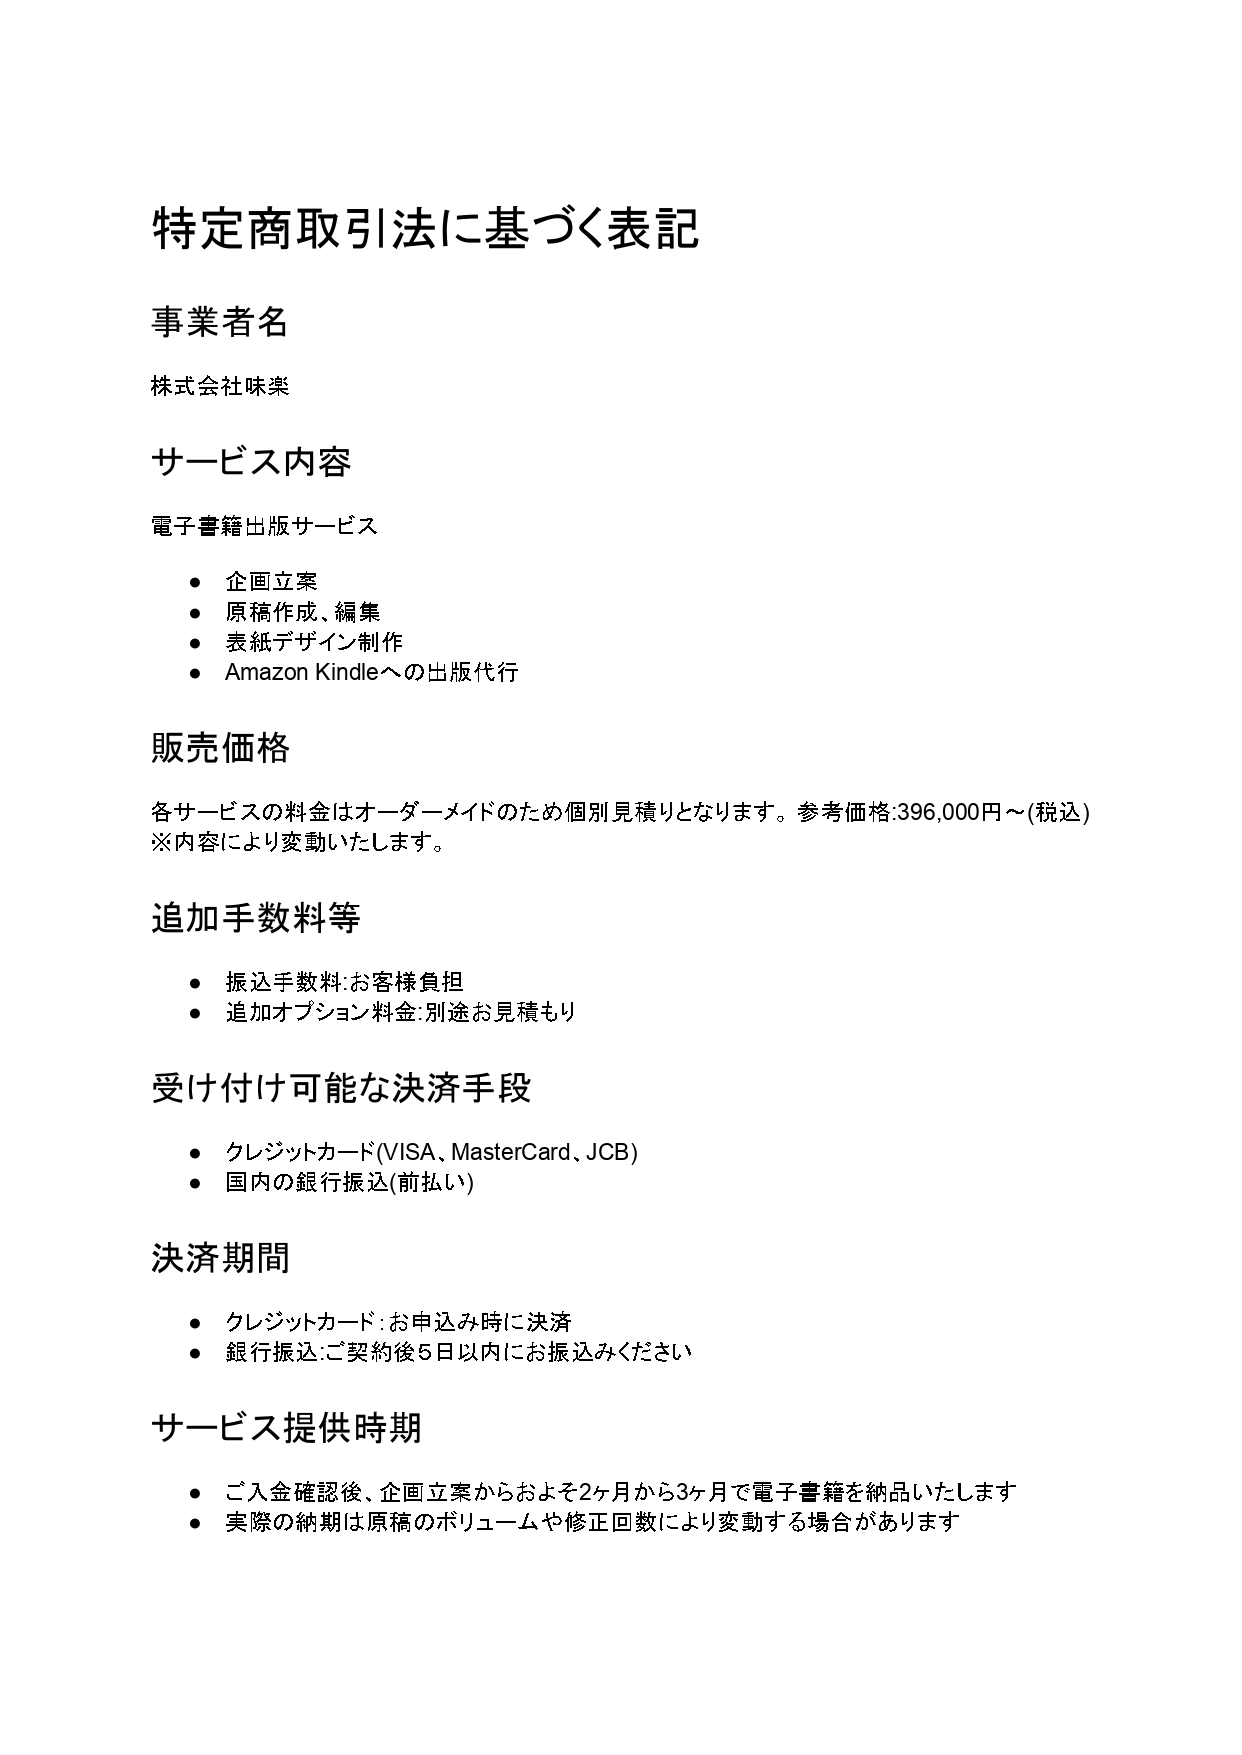 特定商取引法に基づく表記
事業者名
株式会社味楽
サービス内容
電子書籍出版サービス
● 企画立案
● 原稿作成、編集
● 表紙デザイン制作
● Amazon Kindleへの出版代行
販売価格
各サービスの料金はオーダーメイドのため個別見積りとなります。参考価格:396,000円～(税込)
※内容により変動いたします。
追加手数料等
● 振込手数料:お客様負担
● 追加オプション料金:別途お見積もり
受け付け可能な決済手段
● クレジットカード(VISA、MasterCard、JCB)
● 国内の銀行振込(前払い)
決済期間
● クレジットカード:お申込み時に決済
● 銀行振込:ご契約後5日以内にお振込みください
サービス提供時期
● ご入金確認後、企画立案からおよそ2ヶ月から3ヶ月で電子書籍を納品いたします
● 実際の納期は原稿のボリュームや修正回数により変動する場合があります